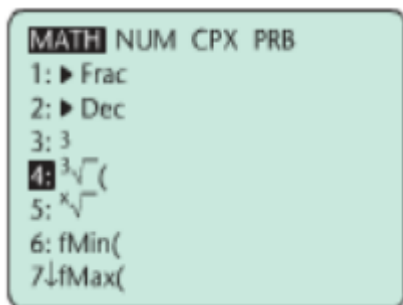 MATH NUM CPX PRB
1: ▶ Frac
2: ▶ Dec
3: ³
4: ³√(
5: ˣ√
6: fMin(
7↓fMax(